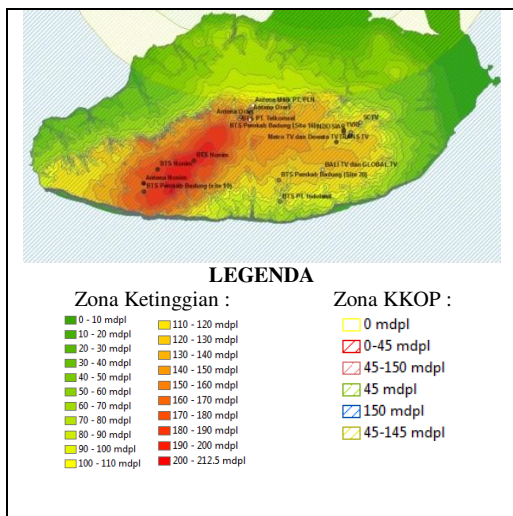 Antena Milik PT. PLN
Antena Orari
Antena Orari
BTS PT. Telkomsel
SCTV
TVRI
BTS Pemkab Badung (Site 18)
INDOSIAR
Metro TV dan Dewata TV
TRANS TV
BTS Nonim
BTS Nonim
BALI TV dan GLOBAL TV
Antena Nonim
BTS Pemkab Badung (Site 20)
BTS Pemkab Badung (site 19)
BTS PT. Indosat
LEGENDA
Zona Ketinggian :
0 - 10 mdpl
10 - 20 mdpl
20 - 30 mdpl
30 - 40 mdpl
40 - 50 mdpl
50 - 60 mdpl
60 - 70 mdpl
70 - 80 mdpl
80 - 90 mdpl
90 - 100 mdpl
100 - 110 mdpl
110 - 120 mdpl
120 - 130 mdpl
130 - 140 mdpl
140 - 150 mdpl
150 - 160 mdpl
160 - 170 mdpl
170 - 180 mdpl
180 - 190 mdpl
190 - 200 mdpl
200 - 212.5 mdpl
Zona KKOP :
0 mdpl
0-45 mdpl
45-150 mdpl
45 mdpl
150 mdpl
45-145 mdpl